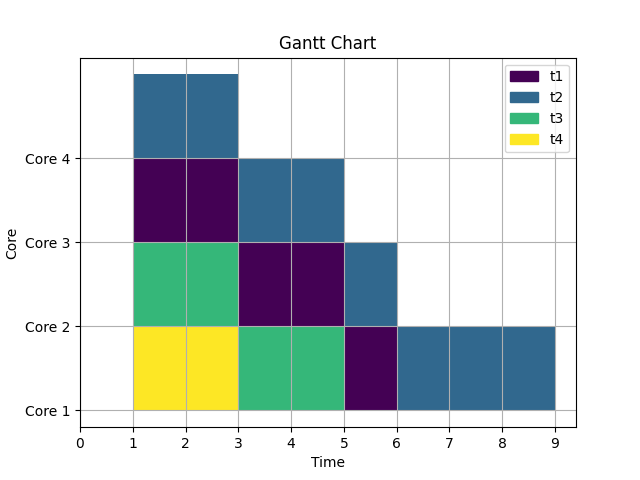 Gantt Chart
t1
t2
t3
t4
Core 4
Core 3
Core 2
Core 1
Core
0 1 2 3 4 5 6 7 8 9
Time